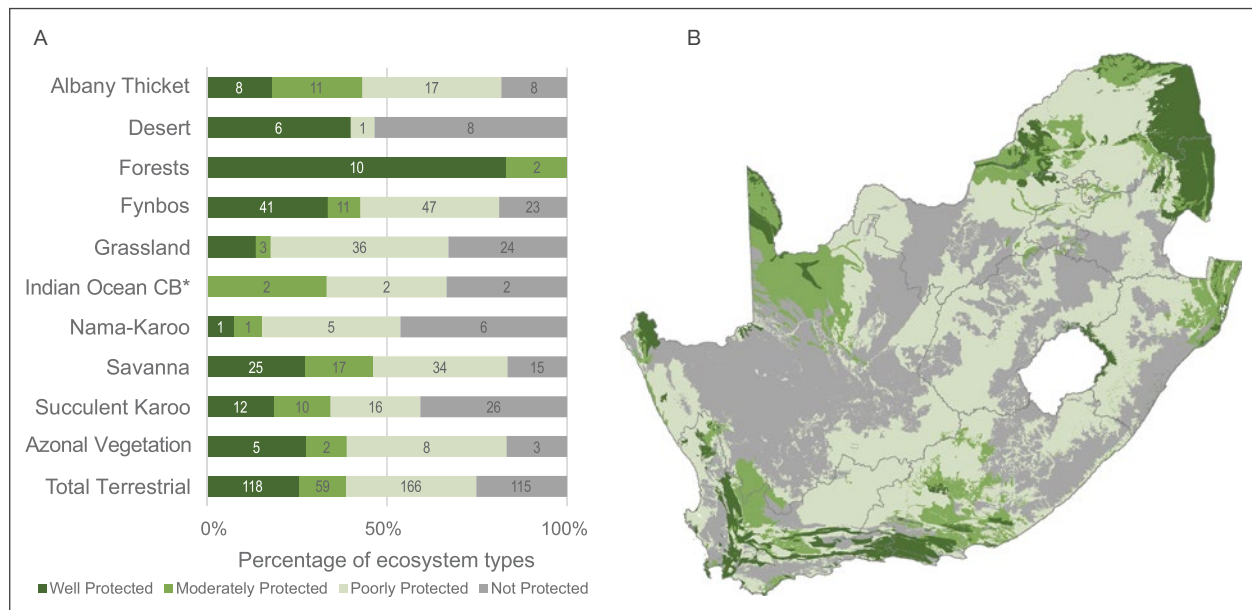 A
B
Albany Thicket 8 11 17 8
Desert 6 1 8
Forests 10 2
Fynbos 41 11 47 23
Grassland 3 36 24
Indian Ocean CB* 2 2 2
Nama-Karoo 1 1 5 6
Savanna 25 17 34 15
Succulent Karoo 12 10 16 26
Azonal Vegetation 5 2 8 3
Total Terrestrial 118 59 166 115
0% 50% 100%
Percentage of ecosystem types
Well Protected Moderately Protected Poorly Protected Not Protected